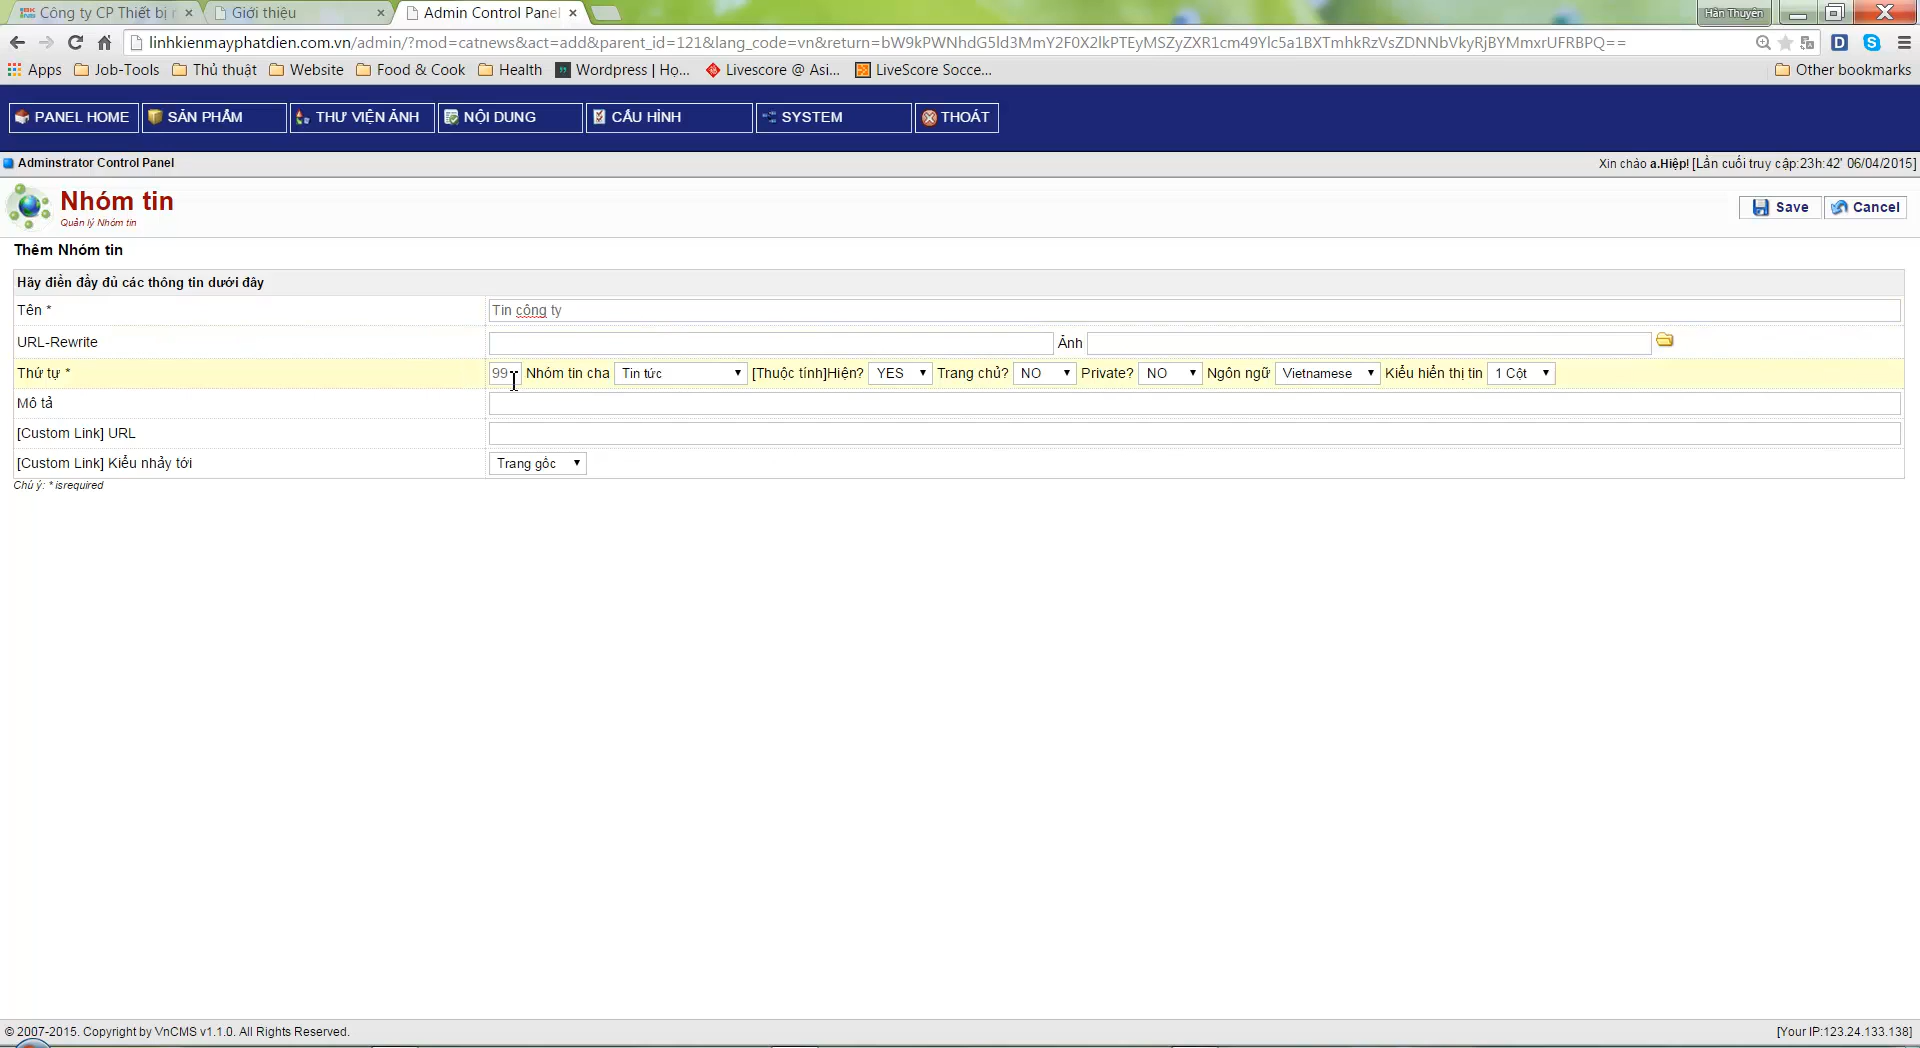 Công ty CP Thiết bị
Giới thiệu
Admin Control Panel
Hàn Thuyên
linhkienmayphatdien.com.vn/admin/?mod=catnews&act=add&parent_id=121&lang_code=vn&return=bW9kPWNhdG5ld3MmY2F0X2lkPTEyMSZyZXR1cm49Ylc5a1BXTmhkRzVsZDNNbVkyRjBYMmxrUFRBPQ==
Apps Job-Tools Thủ thuật Website Food & Cook Health Wordpress | Họ... Livescore @ Asi... LiveScore Socce... Other bookmarks
PANEL HOME SẢN PHẨM THƯ VIỆN ẢNH NỘI DUNG CẤU HÌNH SYSTEM THOÁT
Adminstrator Control Panel Xin chào a.Hiệp! [Lần cuối truy cập:23h:42' 06/04/2015]
Nhóm tin
Quản lý Nhóm tin
Save Cancel
Thêm Nhóm tin
Hãy điền đầy đủ các thông tin dưới đây
Tên * Tin công ty
URL-Rewrite Ảnh
Thứ tự * 99 Nhóm tin cha Tin tức [Thuộc tính]Hiện? YES Trang chủ? NO Private? NO Ngôn ngữ Vietnamese Kiểu hiển thị tin 1 Cột
Mô tả
[Custom Link] URL
[Custom Link] Kiểu nhảy tới Trang gốc
Chú ý: * isrequired
© 2007-2015. Copyright by VnCMS v1.1.0. All Rights Reserved. [Your IP:123.24.133.138]